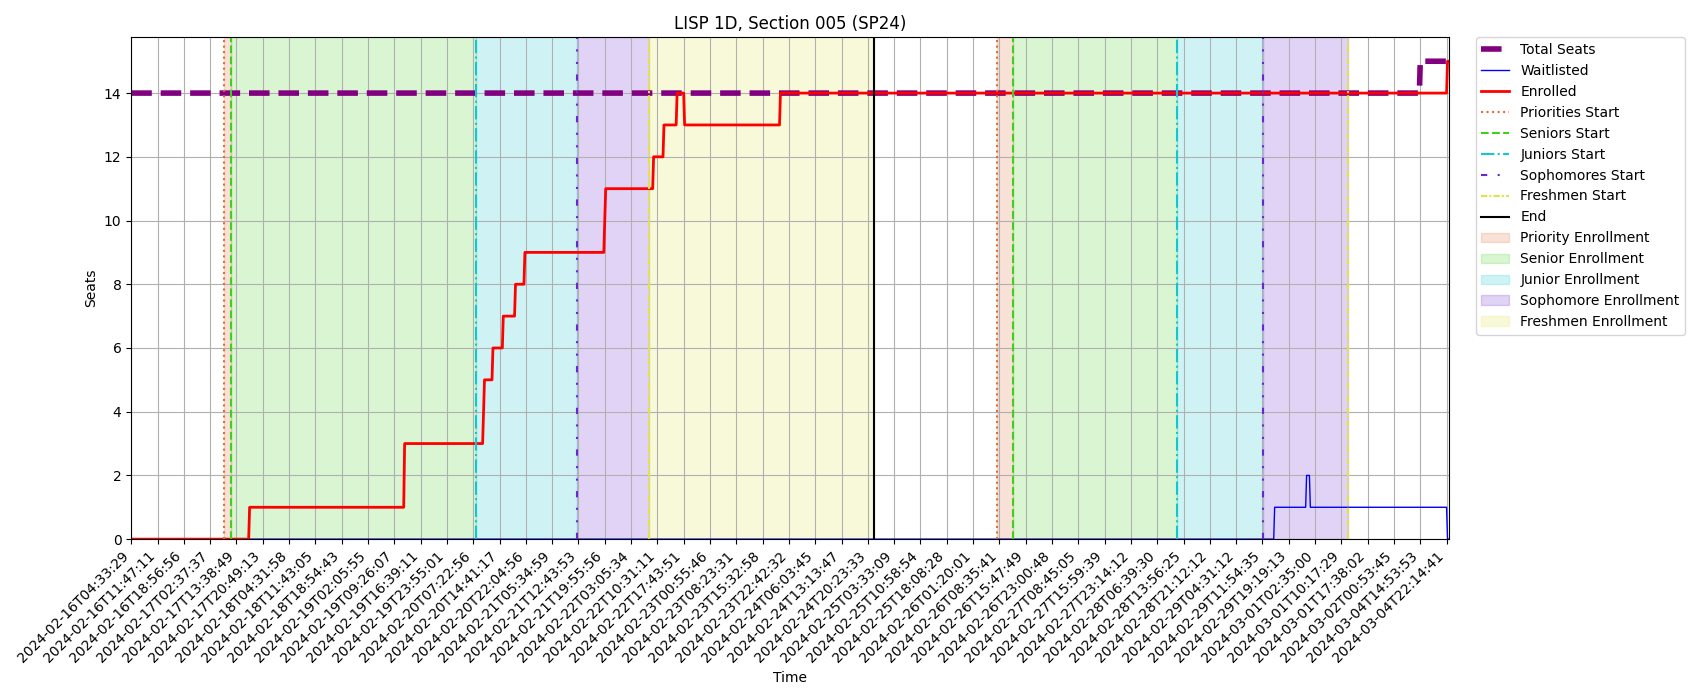 LISP 1D, Section 005 (SP24)
Seats
14
12
10
8
6
4
2
0
2024-02-16T04:33:29
2024-02-16T11:47:11
2024-02-16T18:56:56
2024-02-17T02:37:37
2024-02-17T13:38:49
2024-02-17T20:49:13
2024-02-18T04:31:58
2024-02-18T11:43:05
2024-02-18T18:54:43
2024-02-19T02:05:55
2024-02-19T09:26:07
2024-02-19T16:39:11
2024-02-19T23:55:01
2024-02-20T07:22:56
2024-02-20T14:41:17
2024-02-20T22:04:56
2024-02-21T05:34:59
2024-02-21T12:43:53
2024-02-21T19:55:56
2024-02-22T03:05:34
2024-02-22T10:31:11
2024-02-22T17:43:51
2024-02-23T00:55:46
2024-02-23T08:23:31
2024-02-23T15:32:58
2024-02-23T22:42:32
2024-02-24T06:03:45
2024-02-24T13:13:47
2024-02-24T20:23:33
2024-02-25T03:33:09
2024-02-25T10:58:54
2024-02-25T18:08:28
2024-02-26T01:20:01
2024-02-26T08:35:41
2024-02-26T15:47:49
2024-02-26T23:00:48
2024-02-27T08:45:05
2024-02-27T15:59:39
2024-02-27T23:14:12
2024-02-28T06:39:30
2024-02-28T13:56:25
2024-02-28T21:12:12
2024-02-29T04:31:12
2024-02-29T11:54:35
2024-02-29T19:19:13
2024-03-01T02:35:00
2024-03-01T10:17:29
2024-03-01T17:38:02
2024-03-02T00:53:45
2024-03-04T14:53:53
2024-03-04T22:14:41
Time
Total Seats
Waitlisted
Enrolled
Priorities Start
Seniors Start
Juniors Start
Sophomores Start
Freshmen Start
End
Priority Enrollment
Senior Enrollment
Junior Enrollment
Sophomore Enrollment
Freshmen Enrollment